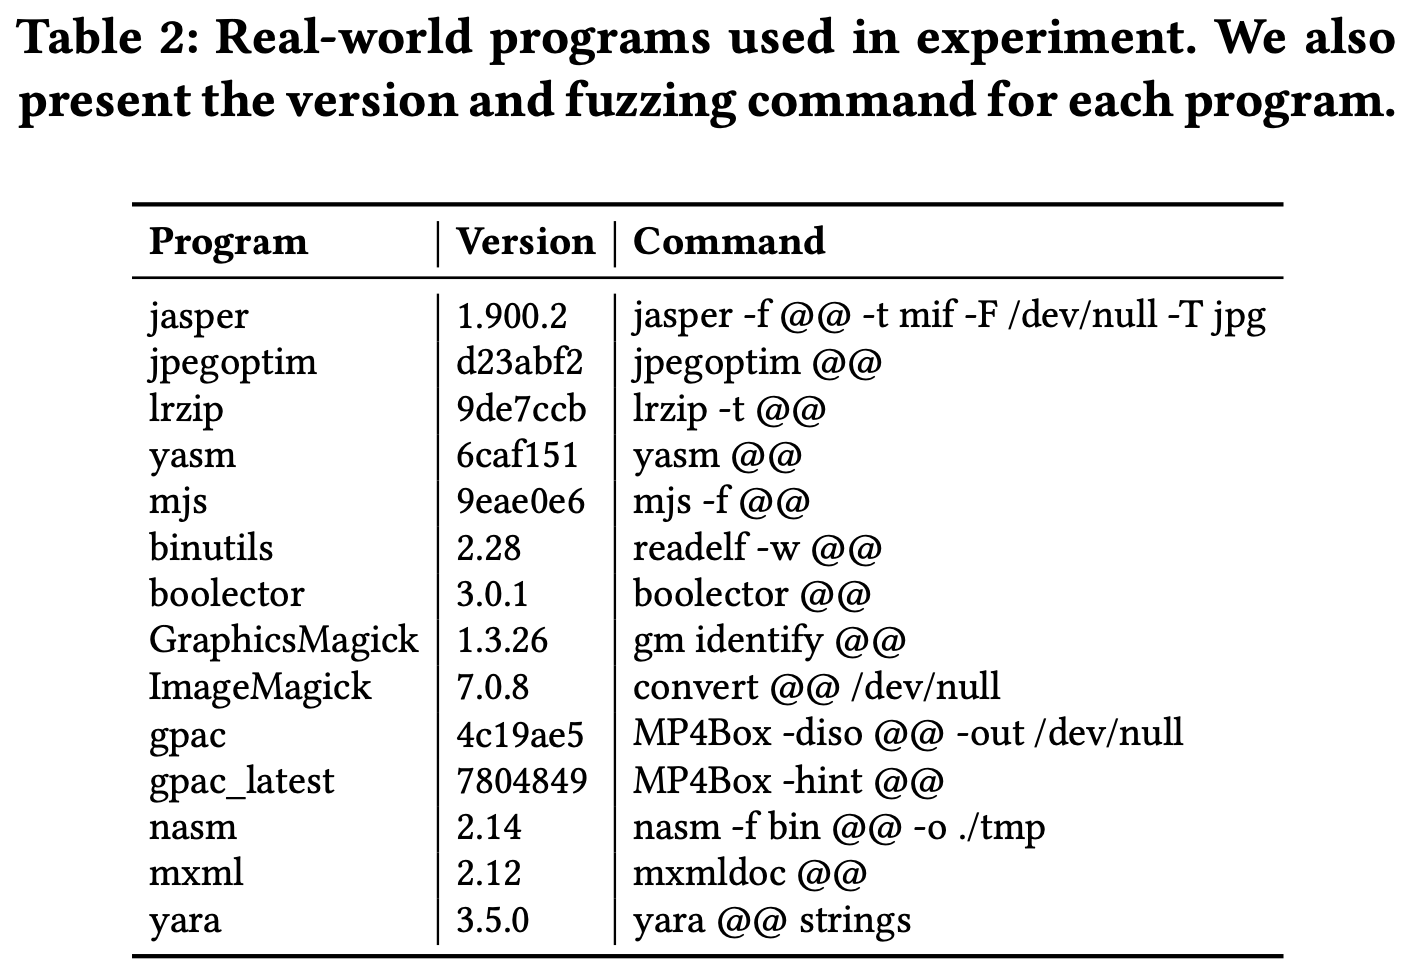 Table 2: Real-world programs used in experiment. We also
present the version and fuzzing command for each program.
Program Version Command
jasper 1.900.2 jasper -f @@ -t mif -F /dev/null -T jpg
jpegoptim d23abf2 jpegoptim @@
lrzip 9de7ccb lrzip -t @@
yasm 6caf151 yasm @@
mjs 9eae0e6 mjs -f @@
binutils 2.28 readelf -w @@
boolector 3.0.1 boolector @@
GraphicsMagick 1.3.26 gm identify @@
ImageMagick 7.0.8 convert @@ /dev/null
gpac 4c19ae5 MP4Box -diso @@ -out /dev/null
gpac_latest 7804849 MP4Box -hint @@
nasm 2.14 nasm -f bin @@ -o ./tmp
mxml 2.12 mxmldoc @@
yara 3.5.0 yara @@ strings